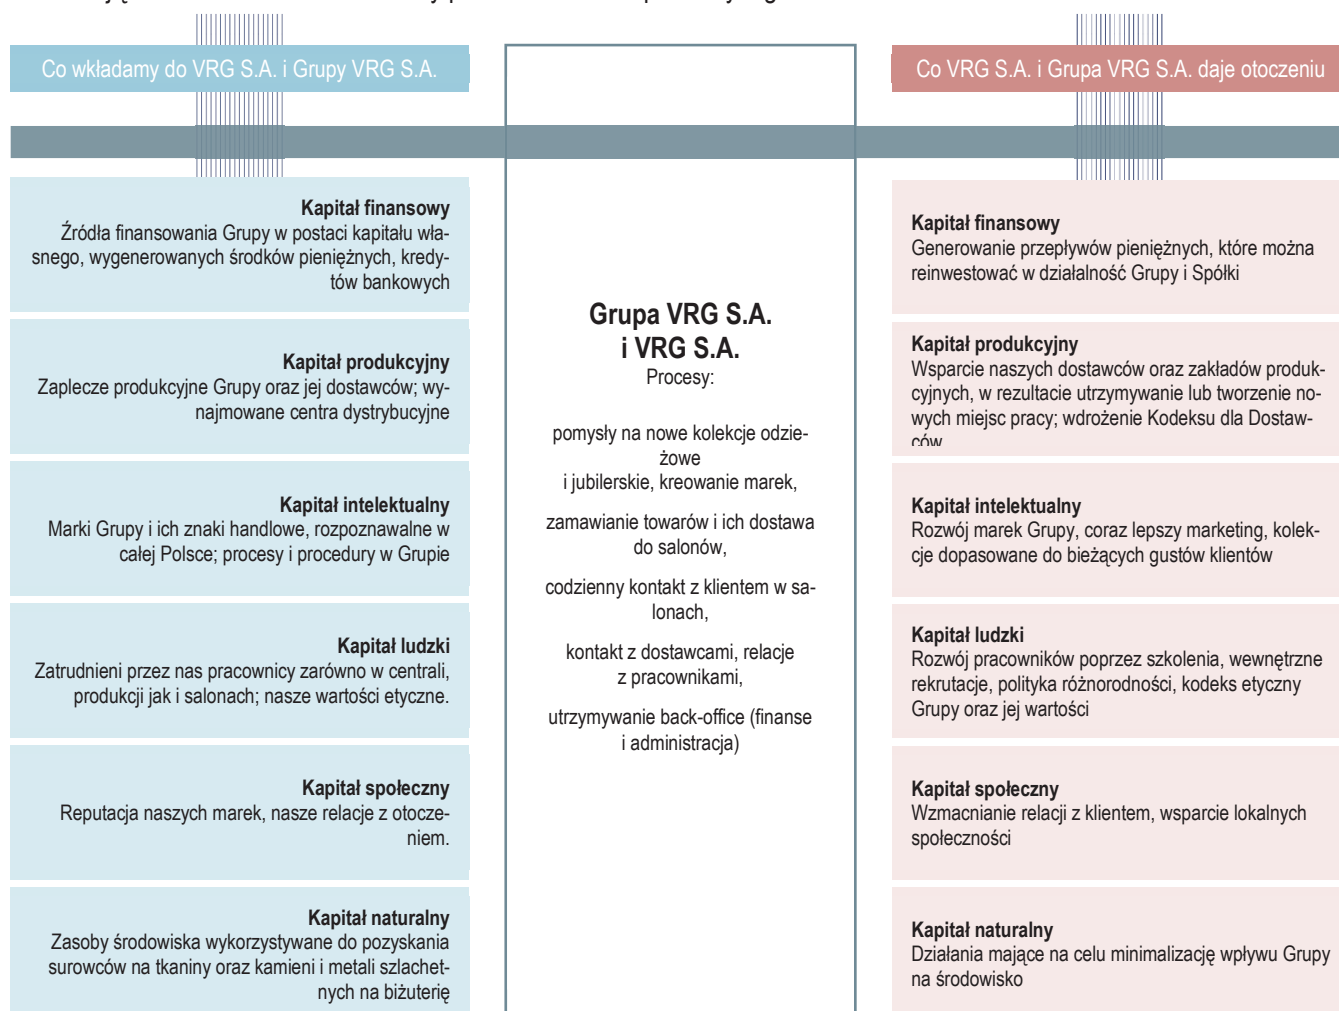 Co wkładamy do VRG S.A. i Grupy VRG S.A.
Kapitał finansowy
Źródła finansowania Grupy w postaci kapitału wła-
snego, wygenerowanych środków pieniężnych, kredy-
tów bankowych
Kapitał produkcyjny
Zaplecze produkcyjne Grupy oraz jej dostawców; wy-
najmowane centra dystrybucyjne
Kapitał intelektualny
Marki Grupy i ich znaki handlowe, rozpoznawalne w
całej Polsce; procesy i procedury w Grupie
Kapitał ludzki
Zatrudnieni przez nas pracownicy zarówno w centrali,
produkcji jak i salonach; nasze wartości etyczne.
Kapitał społeczny
Reputacja naszych marek, nasze relacje z otocze-
niem.
Kapitał naturalny
Zasoby środowiska wykorzystywane do pozyskania
surowców na tkaniny oraz kamieni i metali szlachet-
nych na biżuterię
Grupa VRG S.A.
i VRG S.A.
Procesy:
pomysły na nowe kolekcje odzie-
żowe
i jubilerskie, kreowanie marek,
zamawianie towarów i ich dostawa
do salonów,
codzienny kontakt z klientem w sa-
lonach,
kontakt z dostawcami, relacje
z pracownikami,
utrzymywanie back-office (finanse
i administracja)
Co VRG S.A. i Grupa VRG S.A. daje otoczeniu
Kapitał finansowy
Generowanie przepływów pieniężnych, które można
reinwestować w działalność Grupy i Spółki
Kapitał produkcyjny
Wsparcie naszych dostawców oraz zakładów produk-
cyjnych, w rezultacie utrzymywanie lub tworzenie no-
wych miejsc pracy; wdrożenie Kodeksu dla Dostaw-
ców
Kapitał intelektualny
Rozwój marek Grupy, coraz lepszy marketing, kolek-
cje dopasowane do bieżących gustów klientów
Kapitał ludzki
Rozwój pracowników poprzez szkolenia, wewnętrzne
rekrutacje, polityka różnorodności, kodeks etyczny
Grupy oraz jej wartości
Kapitał społeczny
Wzmacnianie relacji z klientem, wsparcie lokalnych
społeczności
Kapitał naturalny
Działania mające na celu minimalizację wpływu Grupy
na środowisko